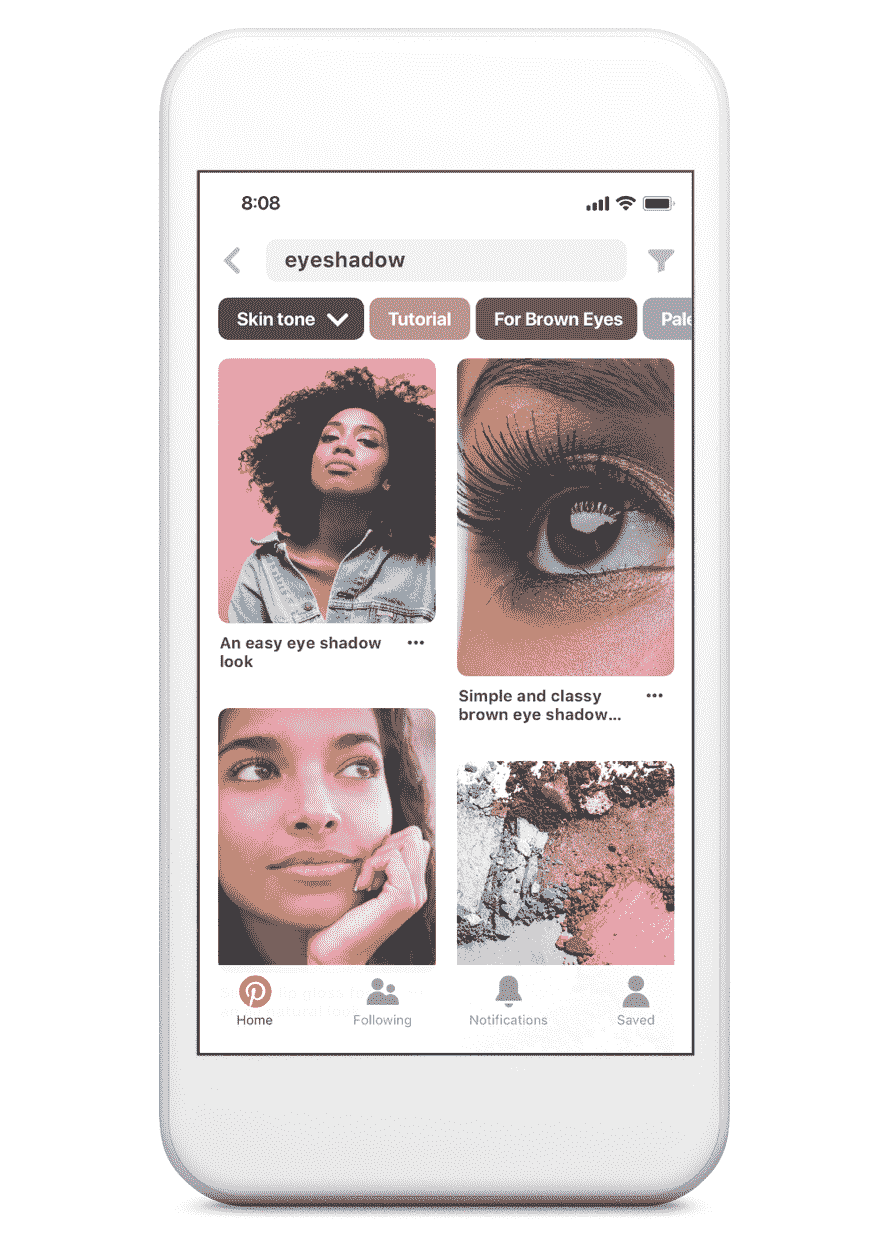 8:08
eyeshadow
Skin tone
Tutorial
For Brown Eyes
Pale
An easy eye shadow
look
Simple and classy
brown eye shadow...
Home
Following
Notifications
Saved